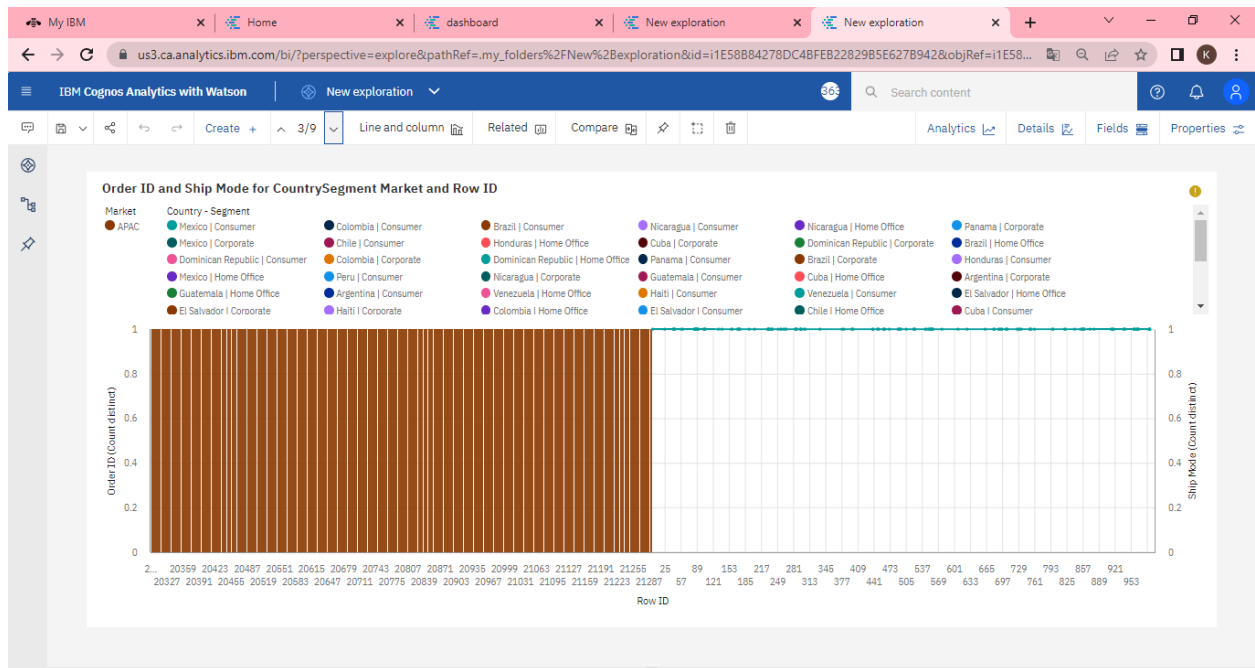 My IBM
Home
dashboard
New exploration
New exploration
us3.ca.analytics.ibm.com/bi/?perspective=explore&pathRef=.my_folders%2FNew%2Bexploration&id=i1E58B84278DC4BFEB22829B5E627B942&objRef=i1E58...
K
IBM Cognos Analytics with Watson
New exploration
363
Search content
Create +
3/9
Line and column
Related
Compare
Analytics
Details
Fields
Properties
Order ID and Ship Mode for CountrySegment Market and Row ID
Market
Country - Segment
APAC
Mexico | Consumer
Colombia | Consumer
Brazil | Consumer
Nicaragua | Consumer
Nicaragua | Home Office
Panama | Corporate
Mexico | Corporate
Chile | Consumer
Honduras | Home Office
Cuba | Corporate
Dominican Republic | Corporate
Brazil | Home Office
Dominican Republic | Consumer
Colombia | Corporate
Dominican Republic | Home Office
Panama | Consumer
Brazil | Corporate
Honduras | Consumer
Mexico | Home Office
Peru | Consumer
Nicaragua | Corporate
Guatemala | Consumer
Cuba | Home Office
Argentina | Corporate
Guatemala | Home Office
Argentina | Consumer
Venezuela | Home Office
Haiti | Consumer
Venezuela | Consumer
El Salvador | Home Office
El Salvador | Corporate
Haiti | Corporate
Colombia | Home Office
El Salvador | Consumer
Chile | Home Office
Cuba | Consumer
1
0.8
0.6
0.4
0.2
0
Order ID (Count distinct)
1
0.8
0.6
0.4
0.2
0
Ship Mode (Count distinct)
2... 20359 20423 20487 20551 20615 20679 20743 20807 20871 20935 20999 21063 21127 21191 21255 25 89 153 217 281 345 409 473 537 601 665 729 793 857 921
20327 20391 20455 20519 20583 20647 20711 20775 20839 20903 20967 21031 21095 21159 21223 21287 57 121 185 249 313 377 441 505 569 633 697 761 825 889 953
Row ID